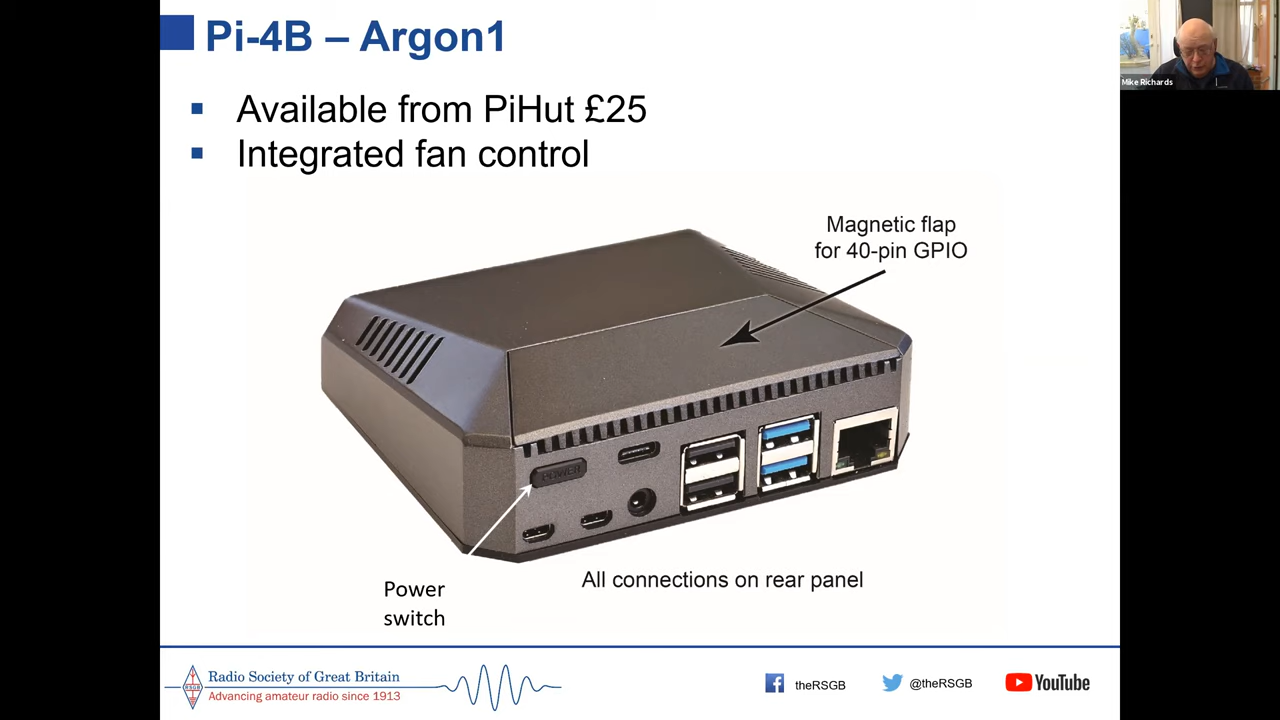 Pi-4B – Argon1
Mike Richards
Available from PiHut £25
Integrated fan control
Magnetic flap
for 40-pin GPIO
POWER
Power
switch
All connections on rear panel
RSGB
Radio Society of Great Britain
Advancing amateur radio since 1913
theRSGB
@theRSGB
YouTube